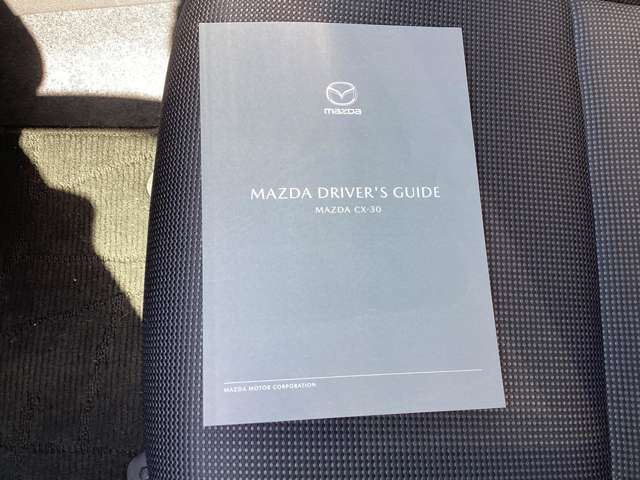 mazda
MAZDA DRIVER'S GUIDE
MAZDA CX-30
MAZDA MOTOR CORPORATION